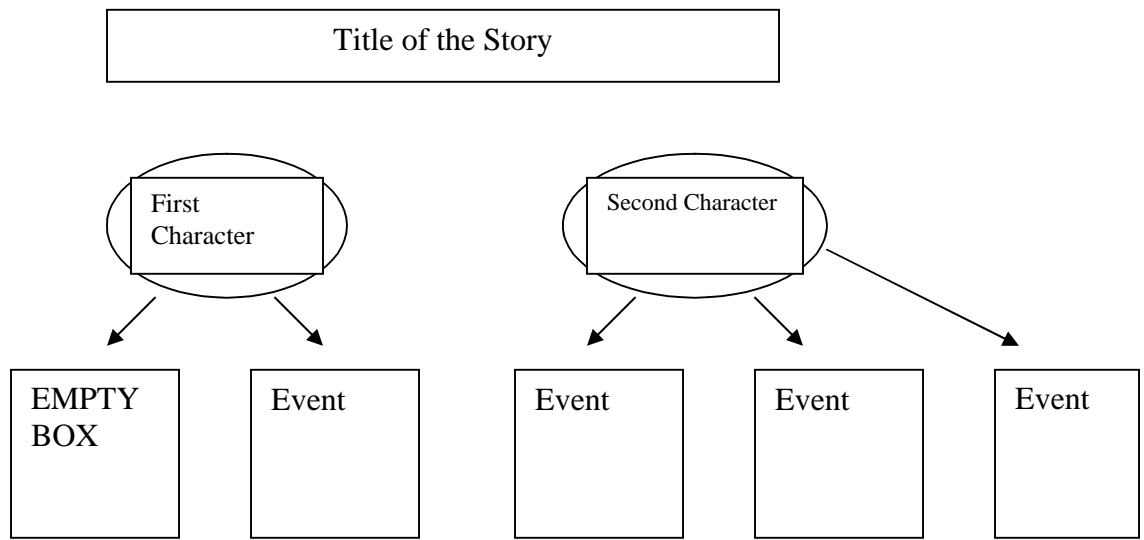 Title of the Story
First
Character
Second Character
EMPTY
BOX
Event
Event
Event
Event